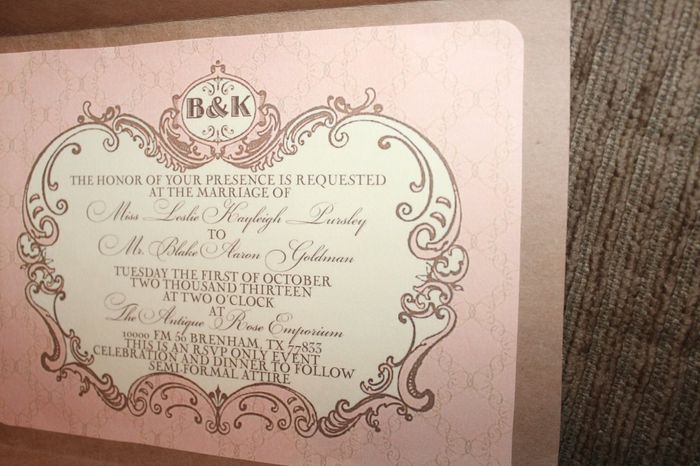 B&K
THE HONOR OF YOUR PRESENCE IS REQUESTED
AT THE MARRIAGE OF
Miss Leslie Kayleigh Pursley
TO
Mr. Blake Aaron Goldman
TUESDAY THE FIRST OF OCTOBER
TWO THOUSAND THIRTEEN
AT TWO O'CLOCK
AT
The Antique Rose Emporium
10000 FM 56 BRENHAM, TX 77833
THIS IS AN RSVP ONLY EVENT
CELEBRATION AND DINNER TO FOLLOW
SEMI-FORMAL ATTIRE